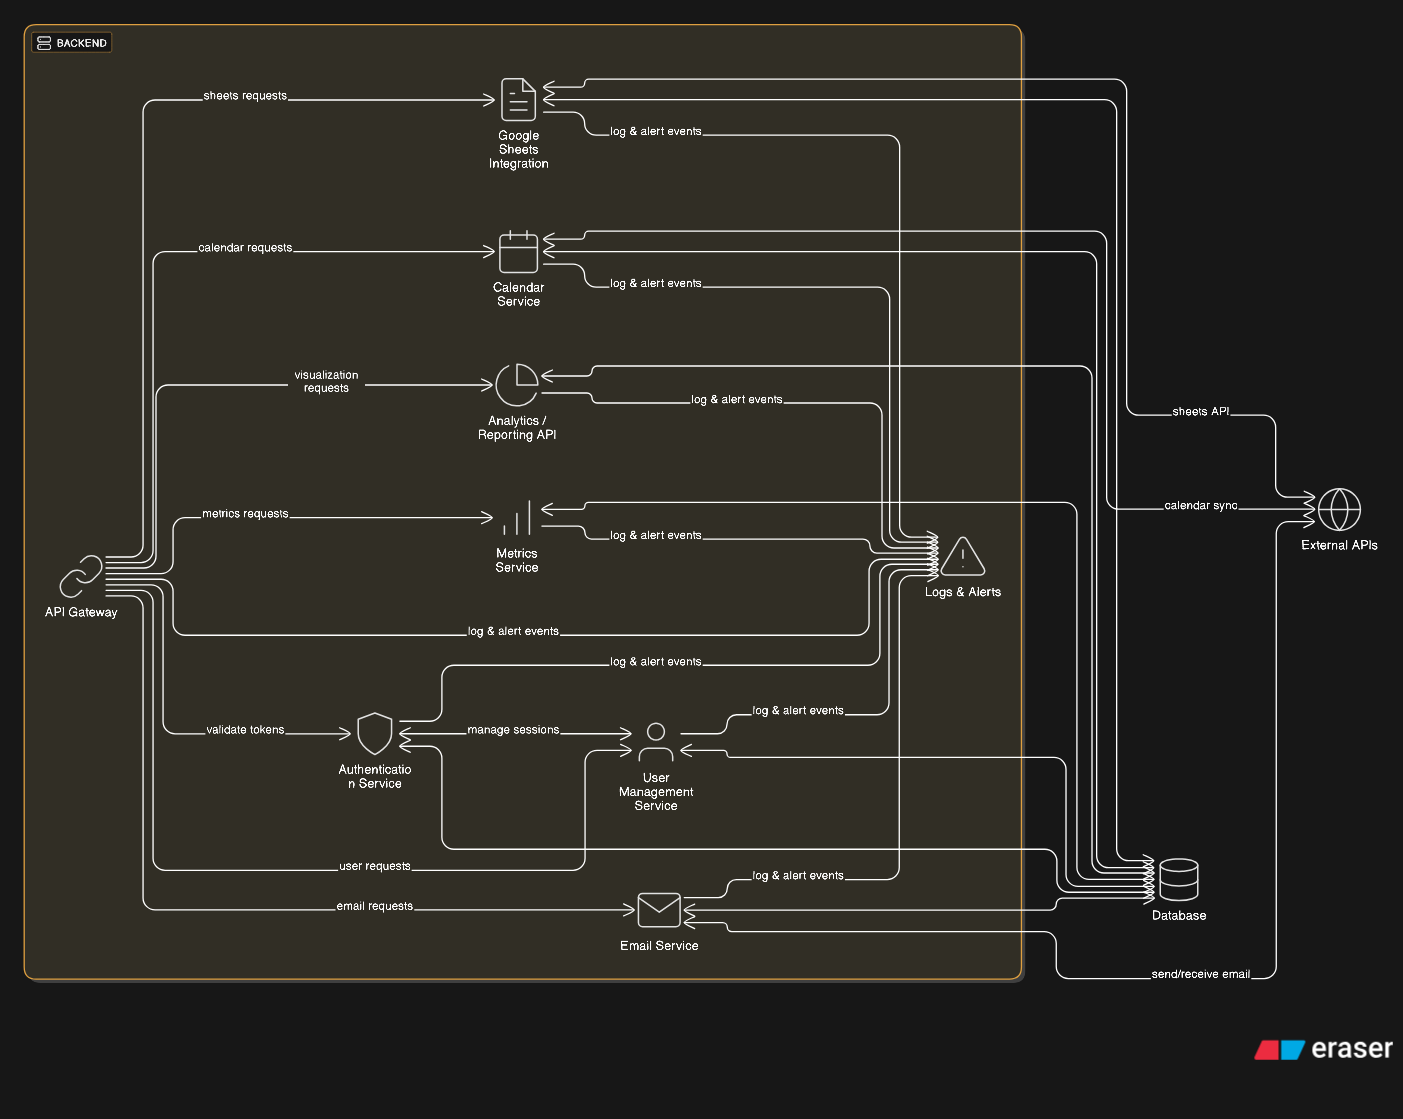 BACKEND
sheets requests
Google
Sheets
Integration
log & alert events
calendar requests
Calendar
Service
log & alert events
visualization
requests
Analytics /
Reporting API
log & alert events
sheets API
metrics requests
Metrics
Service
log & alert events
calendar sync
External APIs
API Gateway
Logs & Alerts
log & alert events
log & alert events
validate tokens
Authenticatio
n Service
manage sessions
User
Management
Service
log & alert events
user requests
email requests
Email Service
log & alert events
Database
send/receive email
eraser